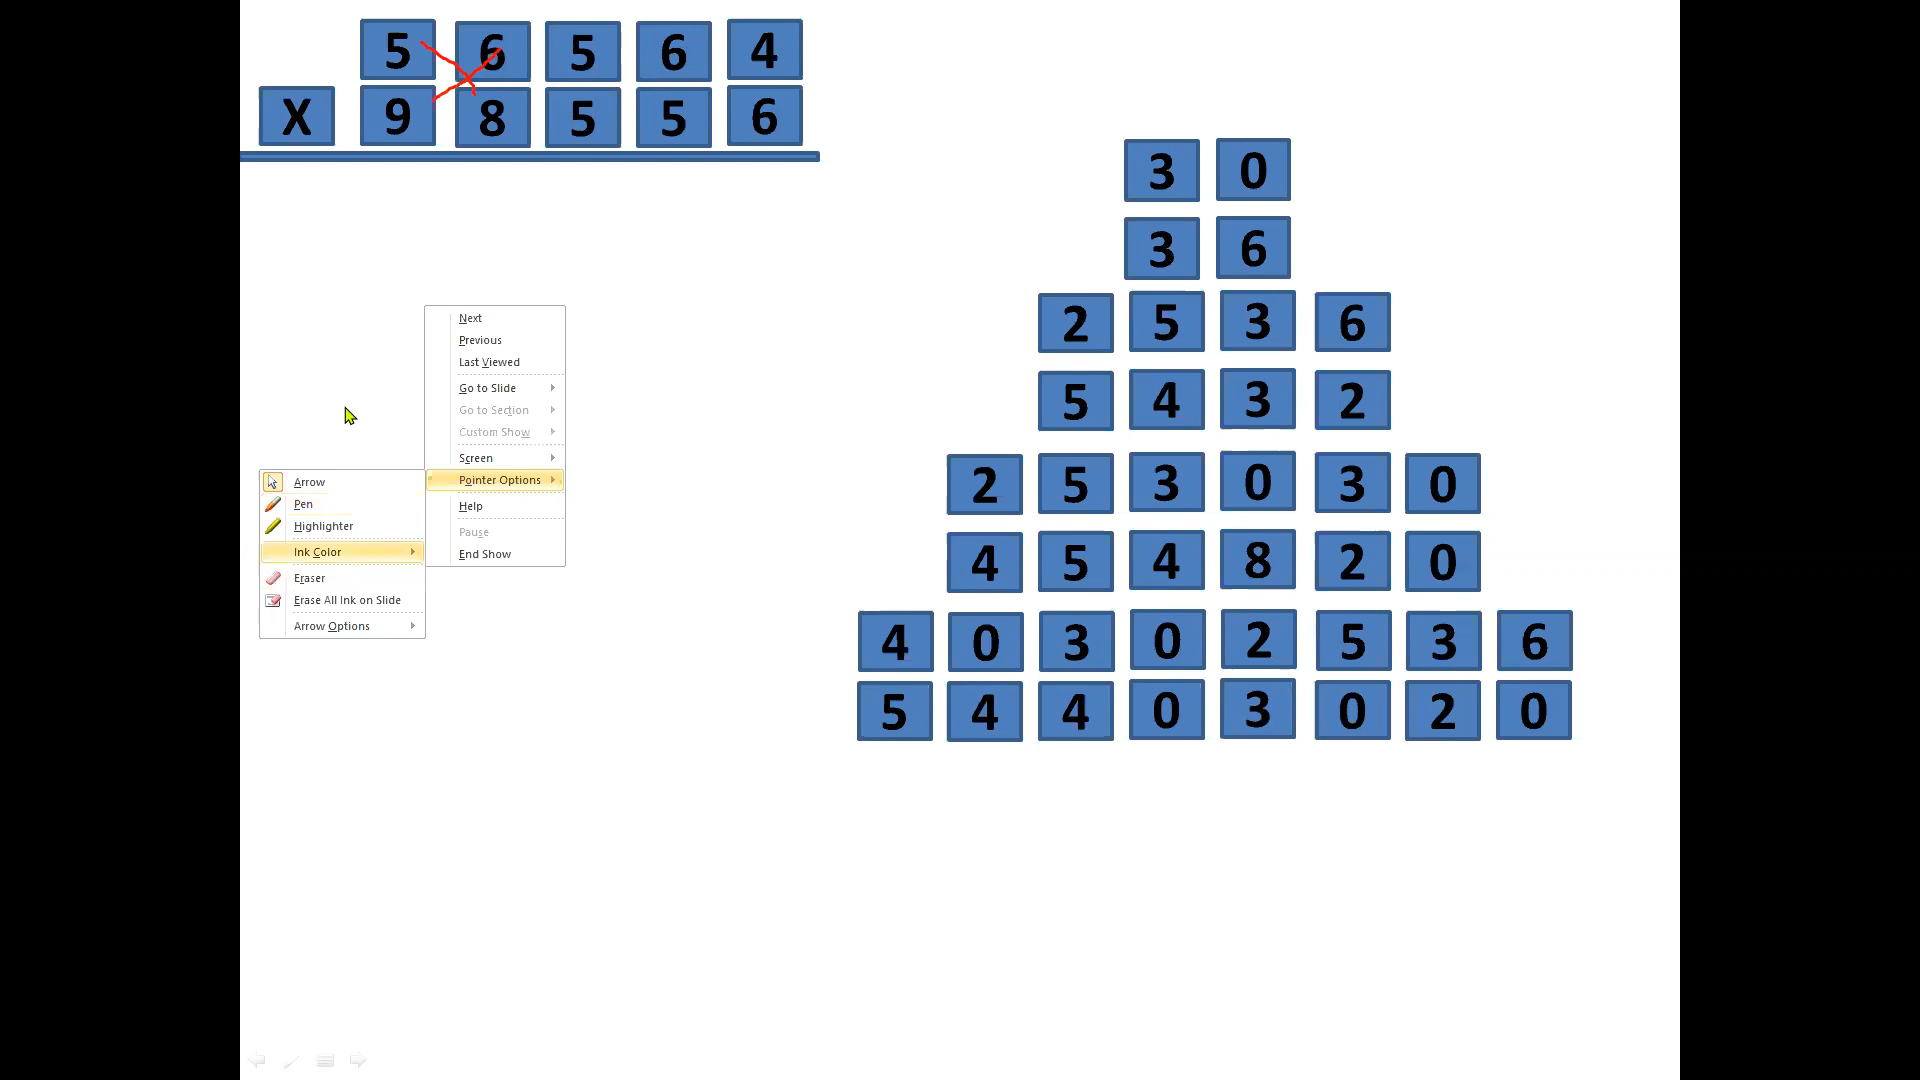 5 6 5 6 4
X 9 8 5 5 6
3 0
3 6
2 5 3 6
5 4 3 2
2 5 3 0 3 0
4 5 4 8 2 0
4 0 3 0 2 5 3 6
5 4 4 0 3 0 2 0
Next
Previous
Last Viewed
Go to Slide
Go to Section
Custom Show
Screen
Pointer Options
Help
Pause
End Show
Arrow
Pen
Highlighter
Ink Color
Eraser
Erase All Ink on Slide
Arrow Options